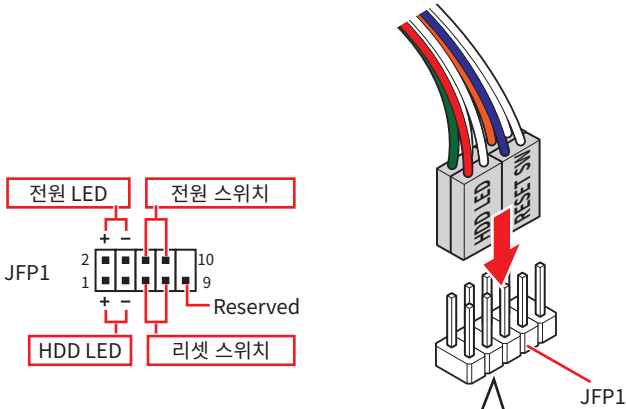 HDD LED
RESET SW
전원 LED
전원 스위치
+ −
2
10
JFP1
1
9
+ −
Reserved
HDD LED
리셋 스위치
JFP1